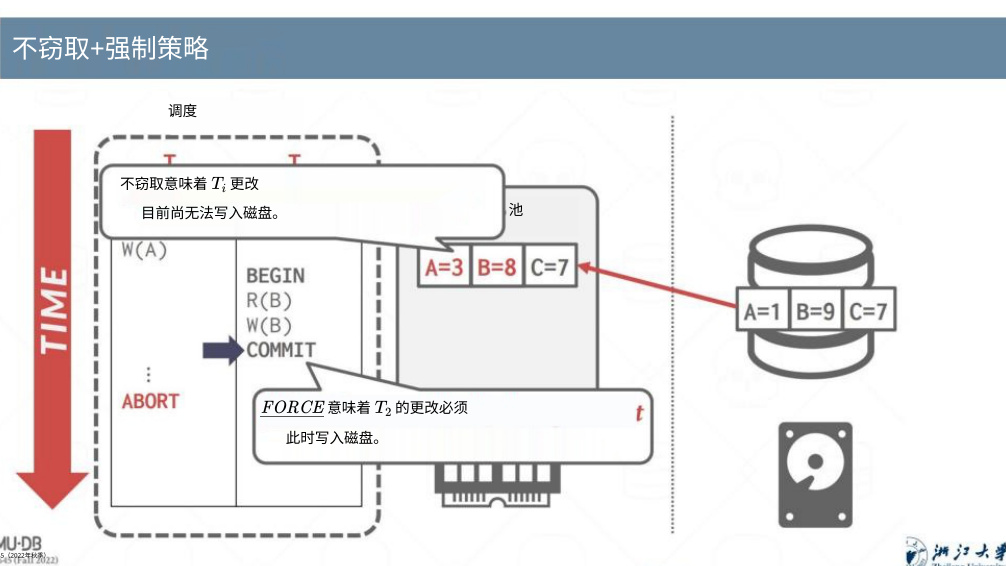 不窃取+强制策略
调度
T T
不窃取意味着 Ti 更改
目前尚无法写入磁盘。
池
W(A)
A=3 B=8 C=7
BEGIN
R(B)
W(B)
COMMIT
⋮
ABORT
TIME
A=1 B=9 C=7
FORCE 意味着 T2 的更改必须
t
此时写入磁盘。
MU·DB
5 (2022年秋季)
45 (Fall 2022)
浙江大学